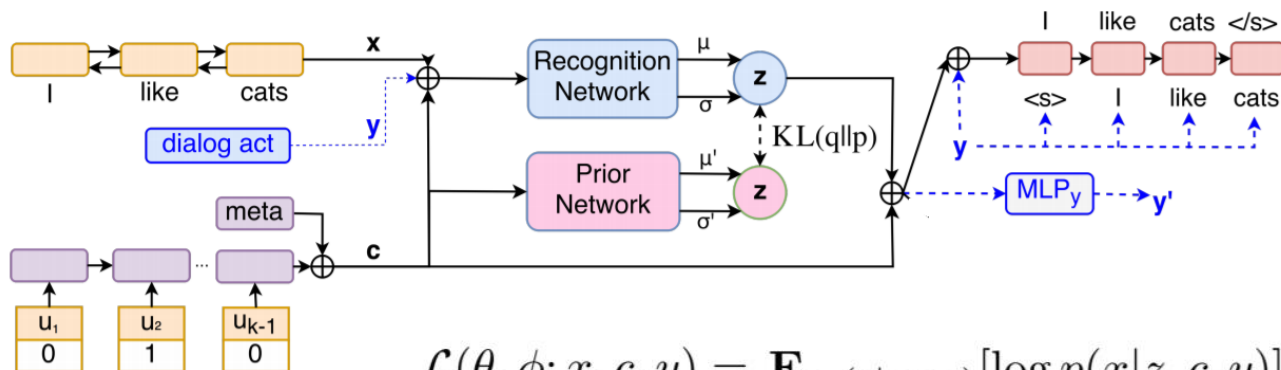 I like cats
x
dialog act
y
meta
c
...
u₁ u₂ uₖ₋₁
0 1 0
Recognition
Network
μ
σ
z
KL(q||p)
Prior
Network
μ'
σ'
z
I like cats </s>
<s> I like cats
y
MLPy
y'